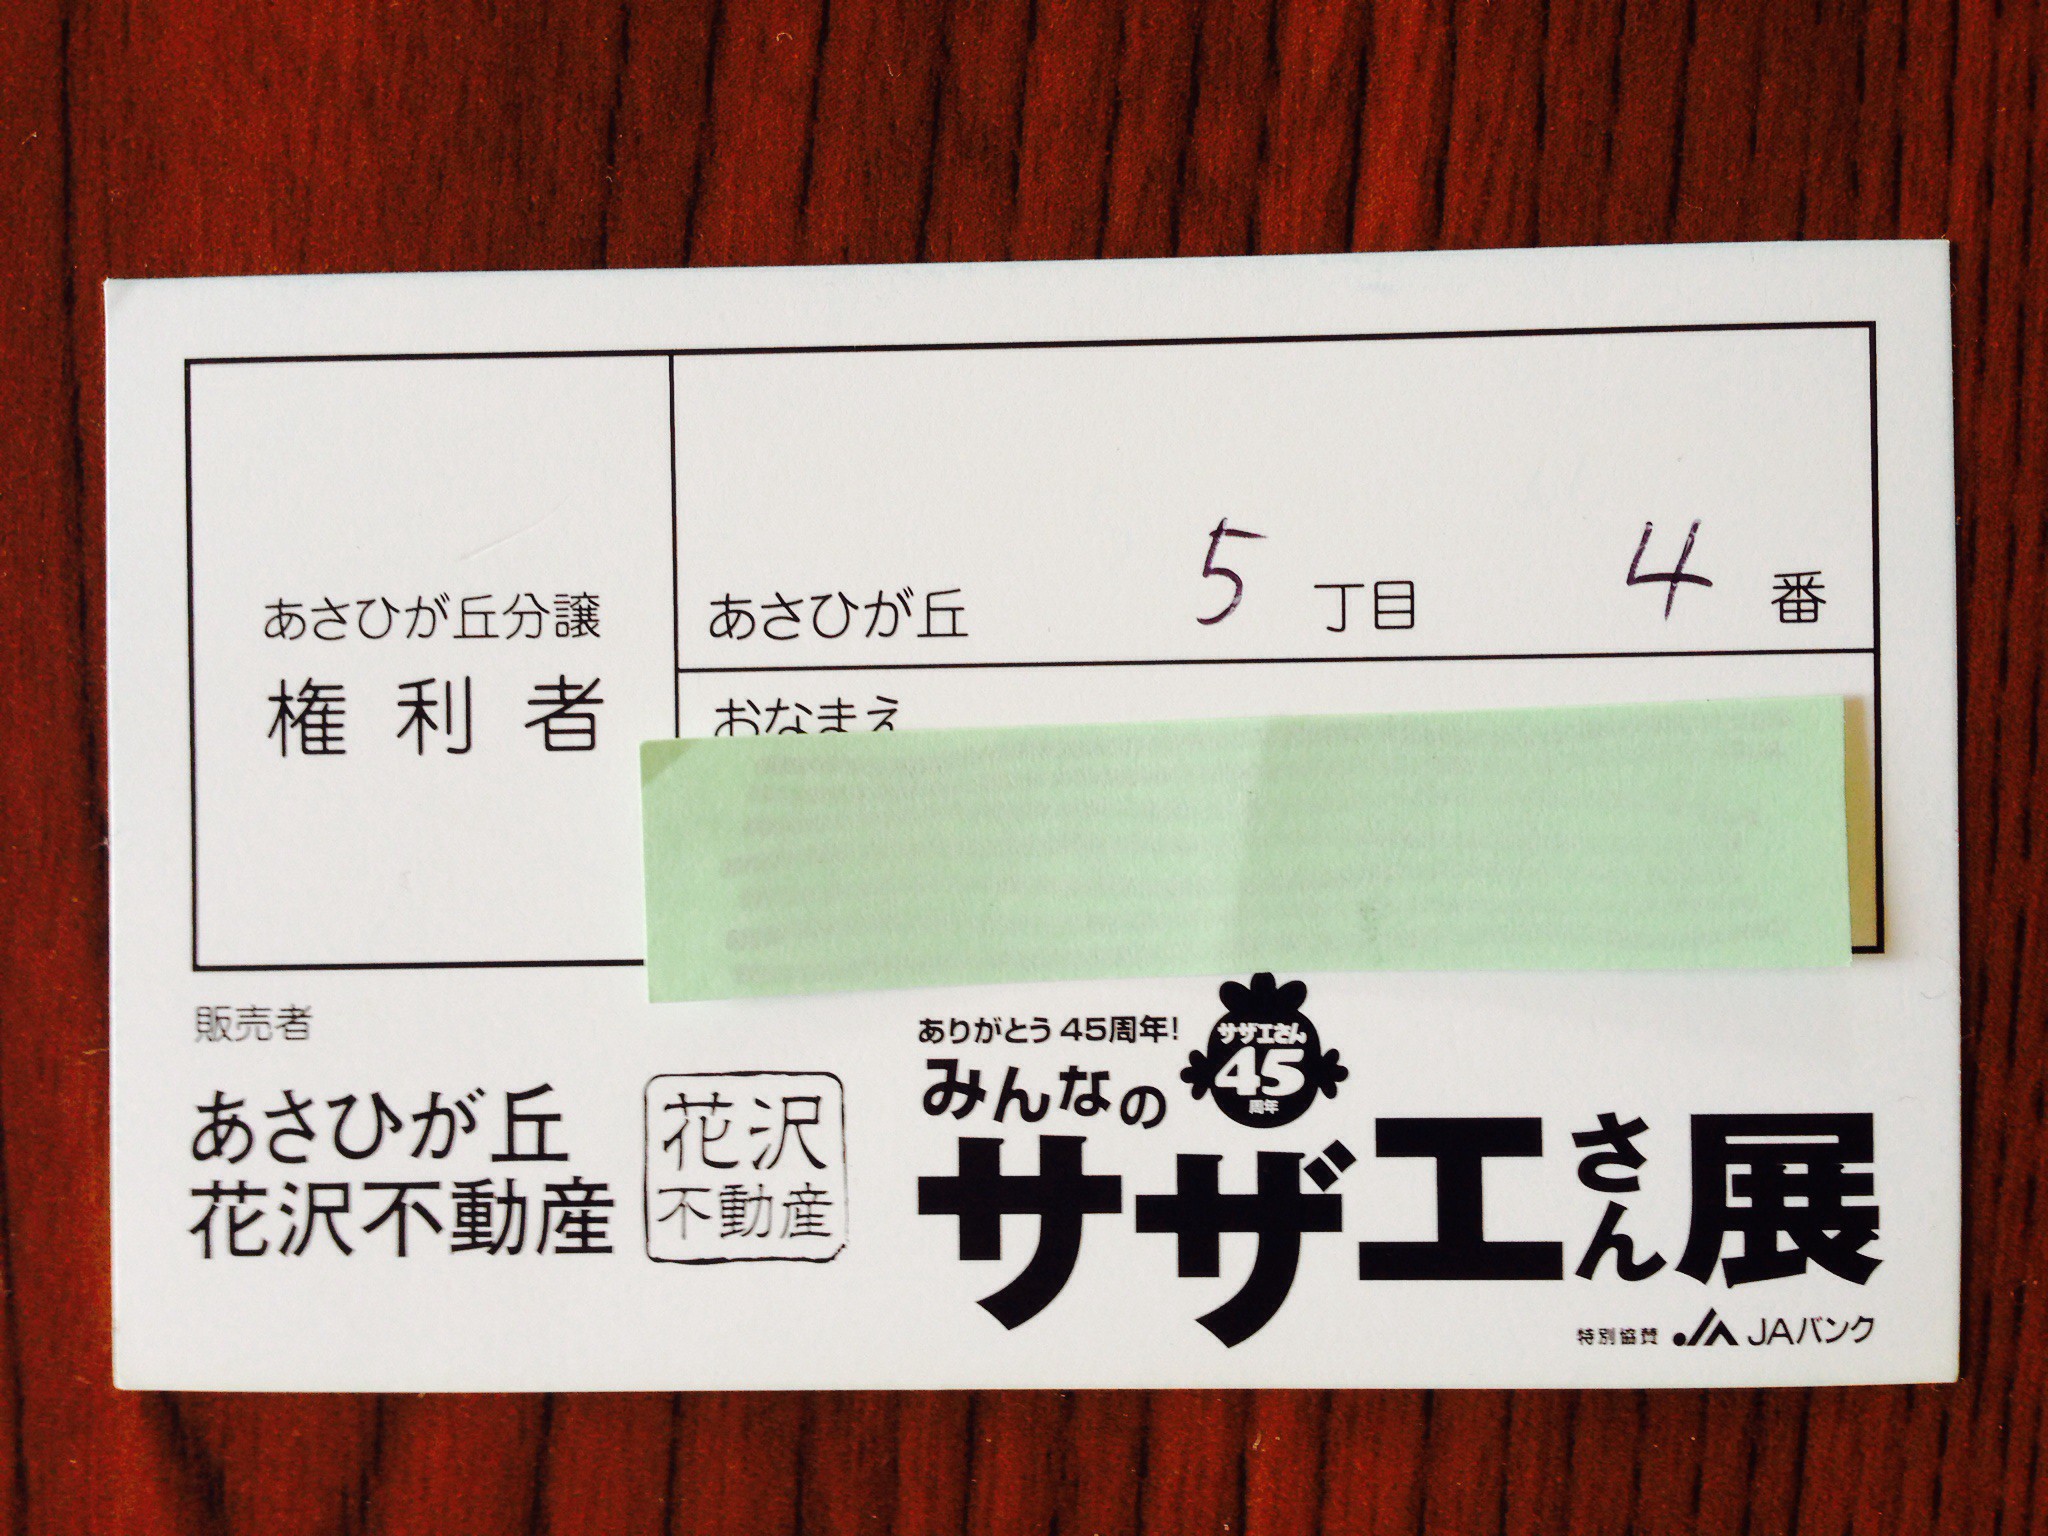 あさひが丘分譲
権利者
あさひが丘 5 丁目 4 番
おなまえ
販売者
あさひが丘
花沢不動産
花沢
不動産
ありがとう45周年!
みんなの
サザエさん展
サザエさん
45
周年
特別協賛 JAバンク